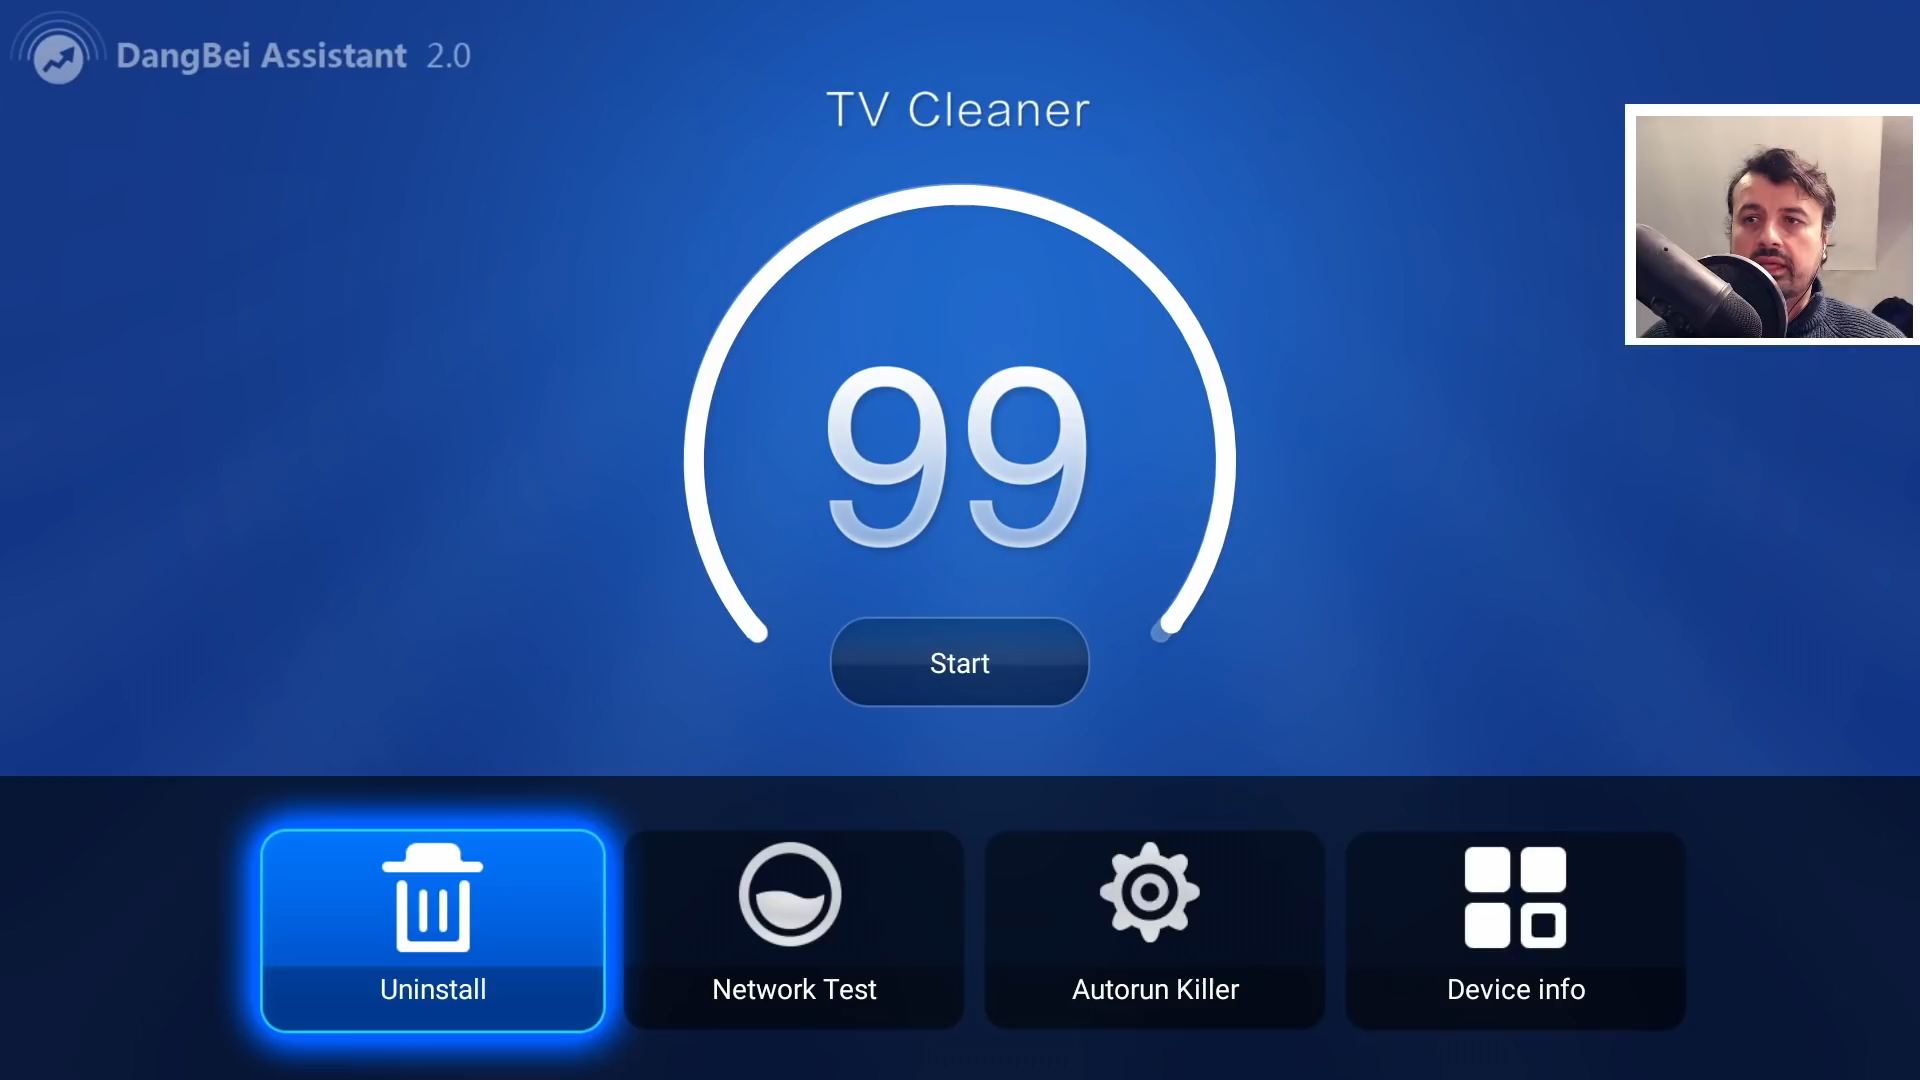 DangBei Assistant 2.0
TV Cleaner
99
Start
Uninstall
Network Test
Autorun Killer
Device info